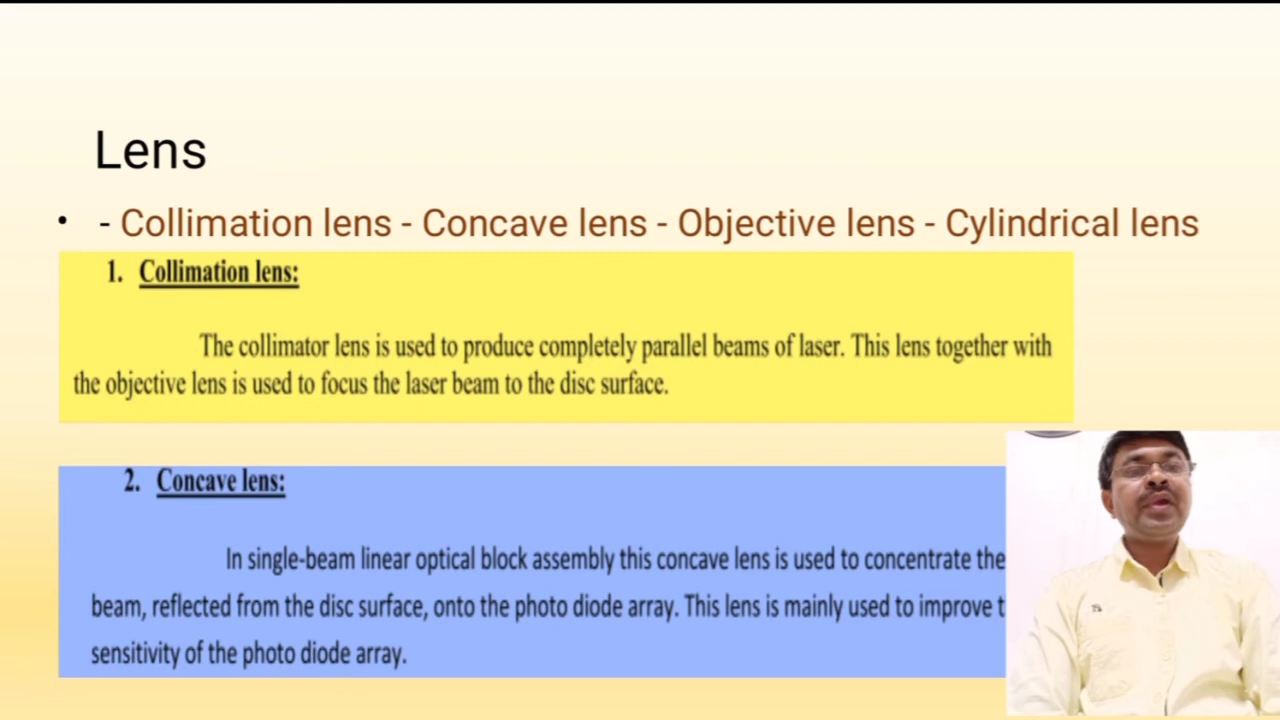 Lens
• - Collimation lens - Concave lens - Objective lens - Cylindrical lens
1. Collimation lens:
The collimator lens is used to produce completely parallel beams of laser. This lens together with
the objective lens is used to focus the laser beam to the disc surface.
2. Concave lens:
In single-beam linear optical block assembly this concave lens is used to concentrate the
beam, reflected from the disc surface, onto the photo diode array. This lens is mainly used to improve
sensitivity of the photo diode array.